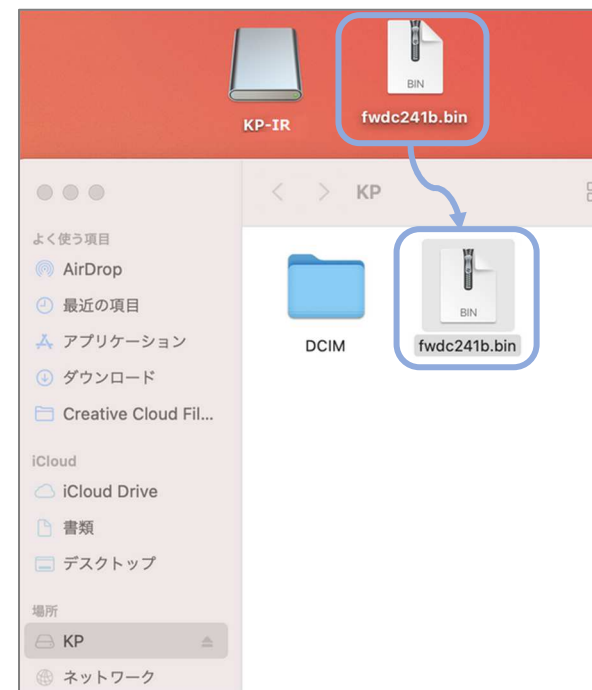 BIN
KP-IR
fwdc241b.bin
KP
よく使う項目
AirDrop
最近の項目
アプリケーション
ダウンロード
Creative Cloud Fil...
iCloud
iCloud Drive
書類
デスクトップ
場所
KP
ネットワーク
BIN
DCIM
fwdc241b.bin